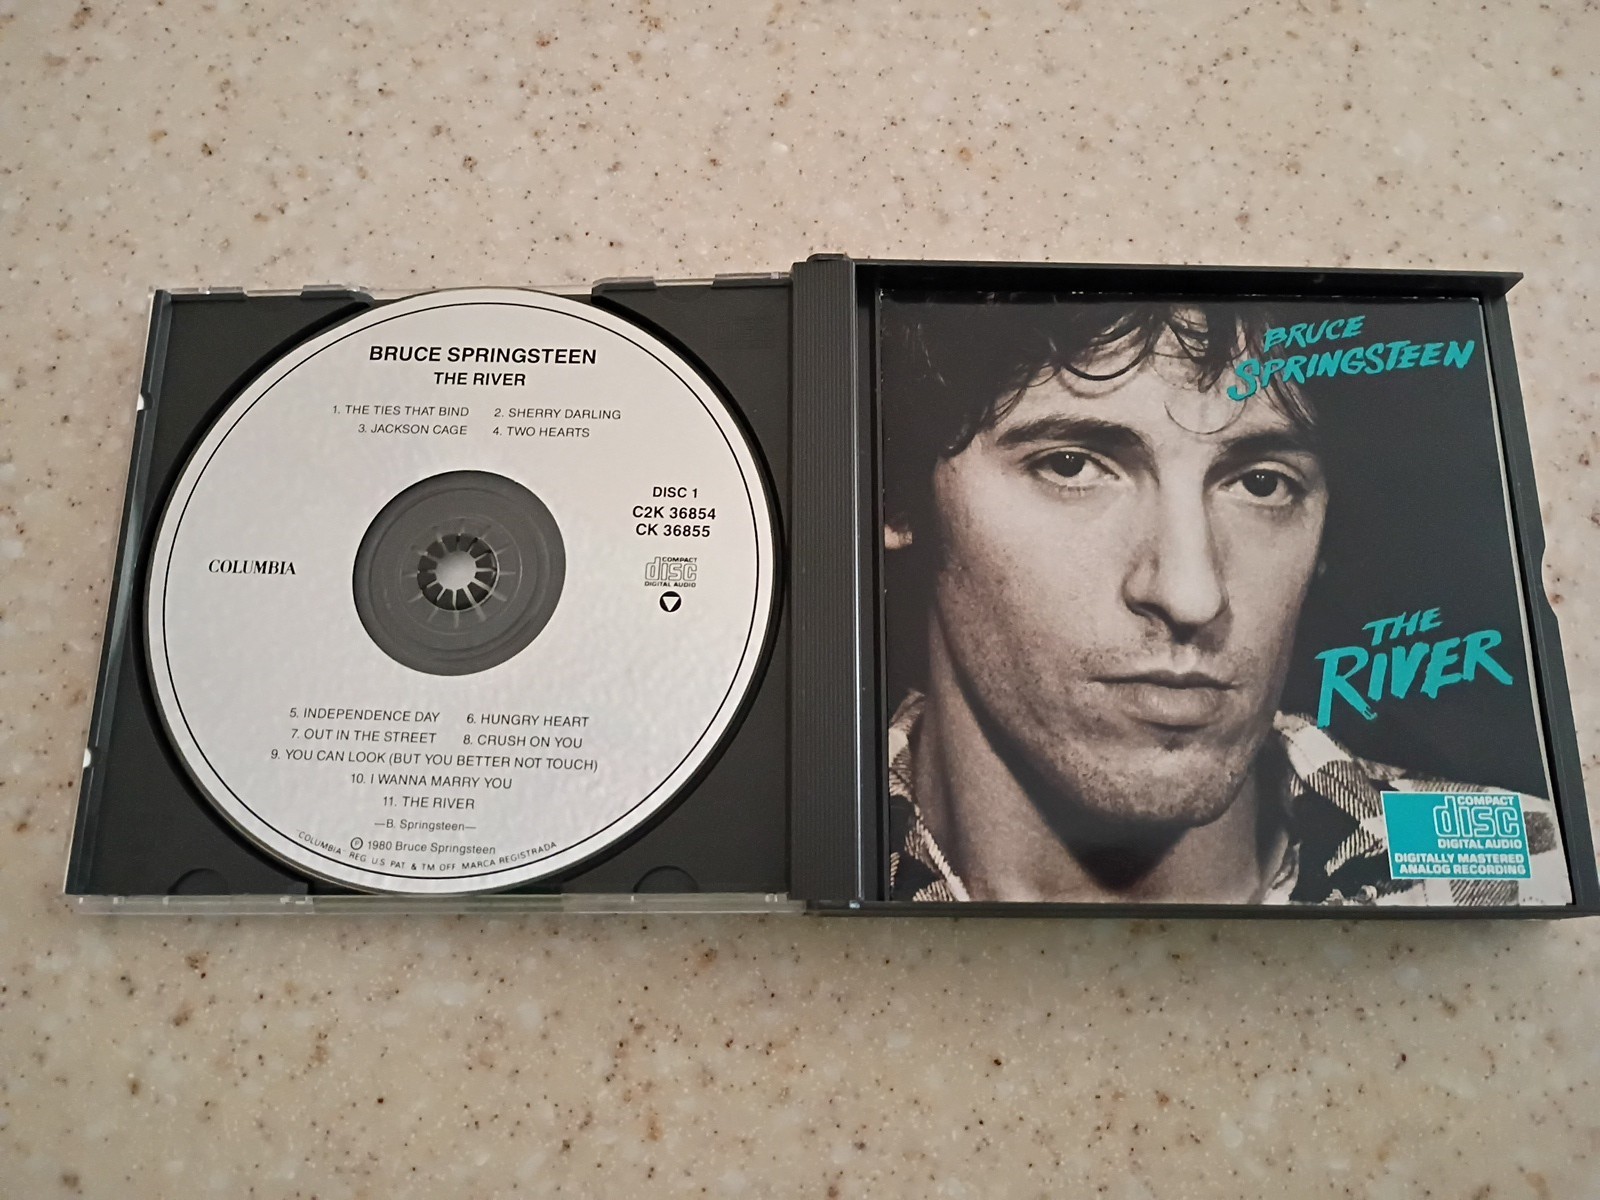 BRUCE SPRINGSTEEN
THE RIVER
1. THE TIES THAT BIND 2. SHERRY DARLING
3. JACKSON CAGE 4. TWO HEARTS
DISC 1
C2K 36854
CK 36855
COLUMBIA
COMPACT
disc
DIGITAL AUDIO
5. INDEPENDENCE DAY 6. HUNGRY HEART
7. OUT IN THE STREET 8. CRUSH ON YOU
9. YOU CAN LOOK (BUT YOU BETTER NOT TOUCH)
10. I WANNA MARRY YOU
11. THE RIVER
—B. Springsteen—
Ⓟ 1980 Bruce Springsteen
"COLUMBIA" REG. U.S. PAT. & TM. OFF. MARCA REGISTRADA
BRUCE
SPRINGSTEEN
THE
RIVER
COMPACT
disc
DIGITAL AUDIO
DIGITALLY MASTERED
ANALOG RECORDING